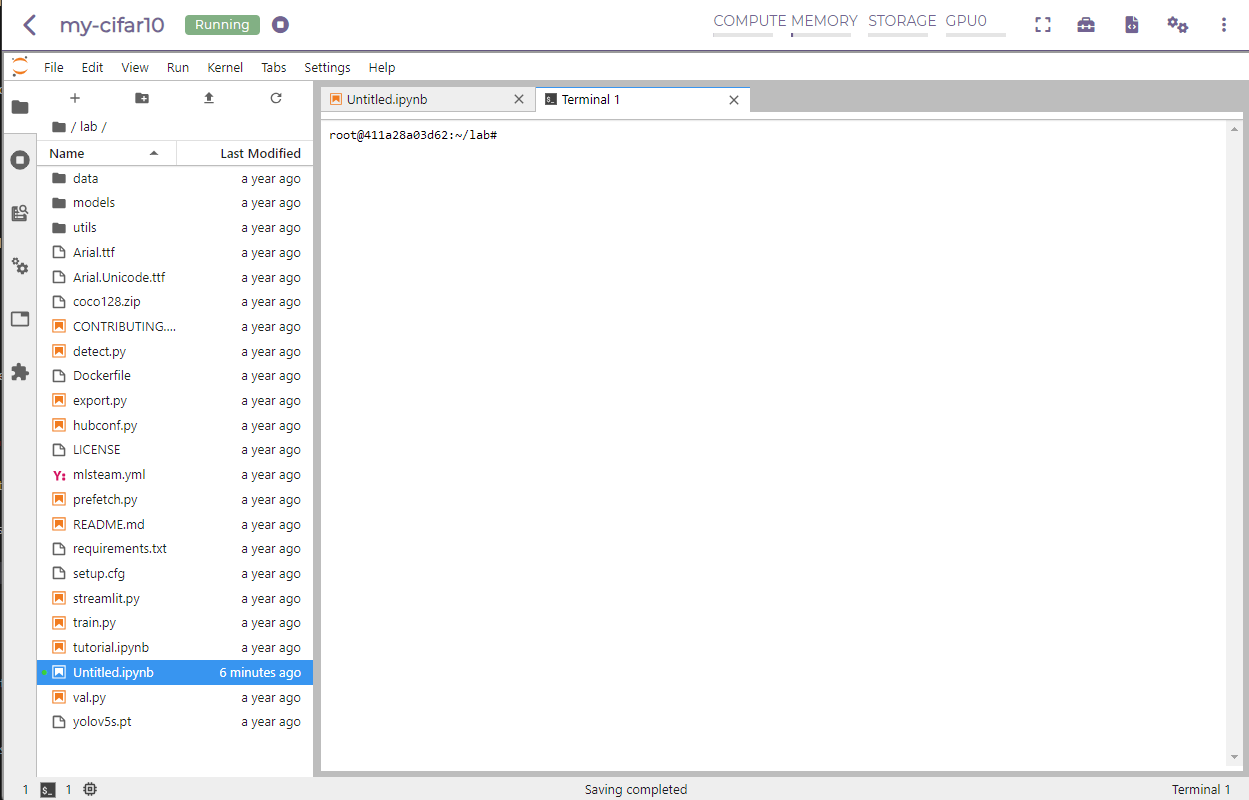 my-cifar10 Running COMPUTE MEMORY STORAGE GPU0
File Edit View Run Kernel Tabs Settings Help
Untitled.ipynb Terminal 1
/ lab /
root@411a28a03d62:~/lab#
Name Last Modified
data a year ago
models a year ago
utils a year ago
Arial.ttf a year ago
Arial.Unicode.ttf a year ago
coco128.zip a year ago
CONTRIBUTING.... a year ago
detect.py a year ago
Dockerfile a year ago
export.py a year ago
hubconf.py a year ago
LICENSE a year ago
Y: mlsteam.yml a year ago
prefetch.py a year ago
README.md a year ago
requirements.txt a year ago
setup.cfg a year ago
streamlit.py a year ago
train.py a year ago
tutorial.ipynb a year ago
Untitled.ipynb 6 minutes ago
val.py a year ago
yolov5s.pt a year ago
1 $_ 1 Saving completed Terminal 1